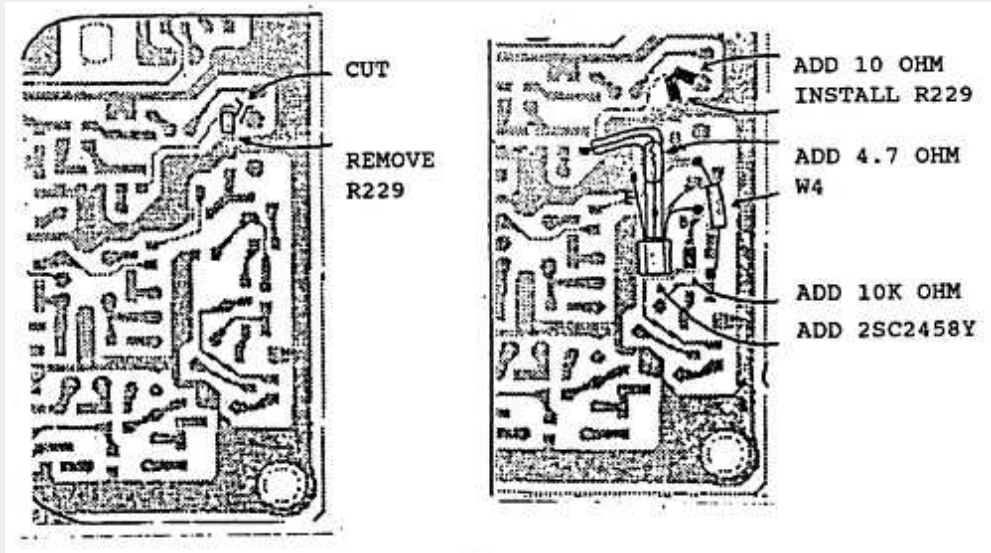 CUT
REMOVE
R229
ADD 10 OHM
INSTALL R229
ADD 4.7 OHM
W4
B
ADD 10K OHM
ADD 2SC2458Y